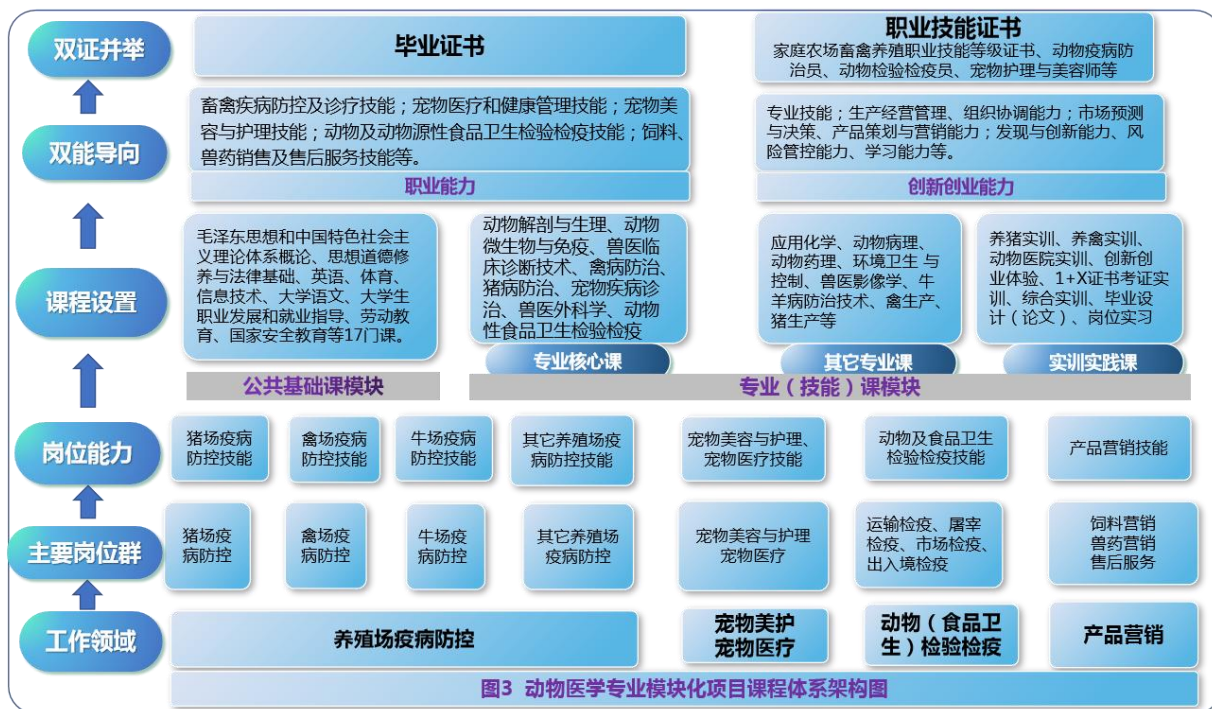 双证并举
毕业证书
职业技能证书
家庭农场畜禽养殖职业技能等级证书、动物疫病防
治员、动物检验检疫员、宠物护理与美容师等
双能导向
畜禽疾病防控及诊疗技能；宠物医疗和健康管理技能；宠物美
容与护理技能；动物及动物源性食品卫生检验检疫技能；饲料、
兽药销售及售后服务技能等。
职业能力
专业技能；生产经营管理、组织协调能力；市场预测
与决策、产品策划与营销能力；发现与创新能力、风
险管控能力、学习能力等。
创新创业能力
课程设置
毛泽东思想和中国特色社会主
义理论体系概论、思想道德修
养与法律基础、英语、体育、
信息技术、大学语文、大学生
职业发展和就业指导、劳动教
育、国家安全教育等17门课。
动物解剖与生理、动物
微生物与免疫、兽医临
床诊断技术、禽病防治、
猪病防治、宠物疾病诊
治、兽医外科学、动物
性食品卫生检验检疫
专业核心课
应用化学、动物病理、
动物药理、环境卫生 与
控制、兽医影像学、牛
羊病防治技术、禽生产、
猪生产等
其它专业课
养猪实训、养禽实训、
动物医院实训、创新创
业体验、1+X证书考证实
训、综合实训、毕业设
计（论文）、岗位实习
实训实践课
公共基础课模块
专业（技能）课模块
岗位能力
猪场疫病
防控技能
禽场疫病
防控技能
牛场疫病
防控技能
其它养殖场疫
病防控技能
宠物美容与护理、
宠物医疗技能
动物及食品卫生
检验检疫技能
产品营销技能
主要岗位群
猪场疫
病防控
禽场疫
病防控
牛场疫
病防控
其它养殖场
疫病防控
宠物美容与护理
宠物医疗
运输检疫、屠宰
检疫、市场检疫、
出入境检疫
饲料营销
兽药营销
售后服务
工作领域
养殖场疫病防控
宠物美护
宠物医疗
动物（食品卫
生）检验检疫
产品营销
图3 动物医学专业模块化项目课程体系架构图